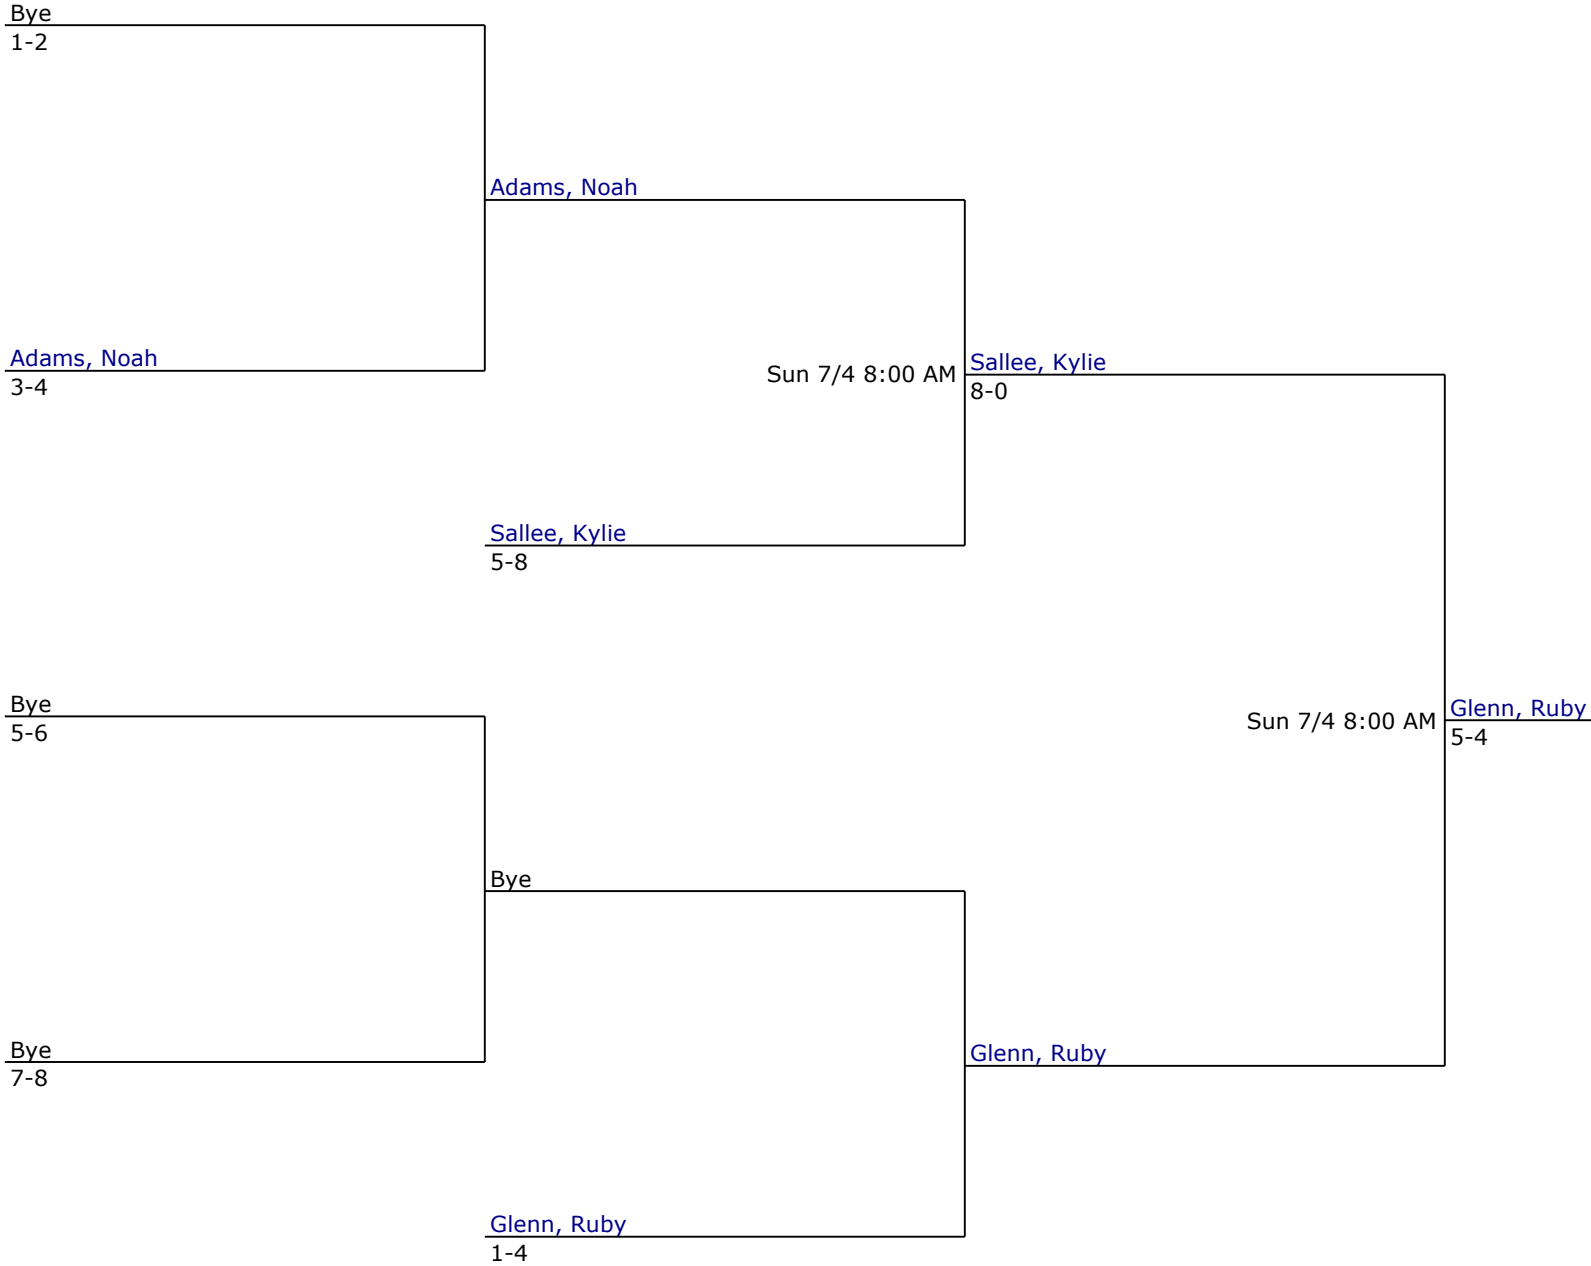 Bye
1-2
Adams, Noah
Adams, Noah
3-4
Sun 7/4 8:00 AM
Sallee, Kylie
8-0
Sallee, Kylie
5-8
Bye
5-6
Sun 7/4 8:00 AM
Glenn, Ruby
5-4
Bye
Bye
7-8
Glenn, Ruby
Glenn, Ruby
1-4